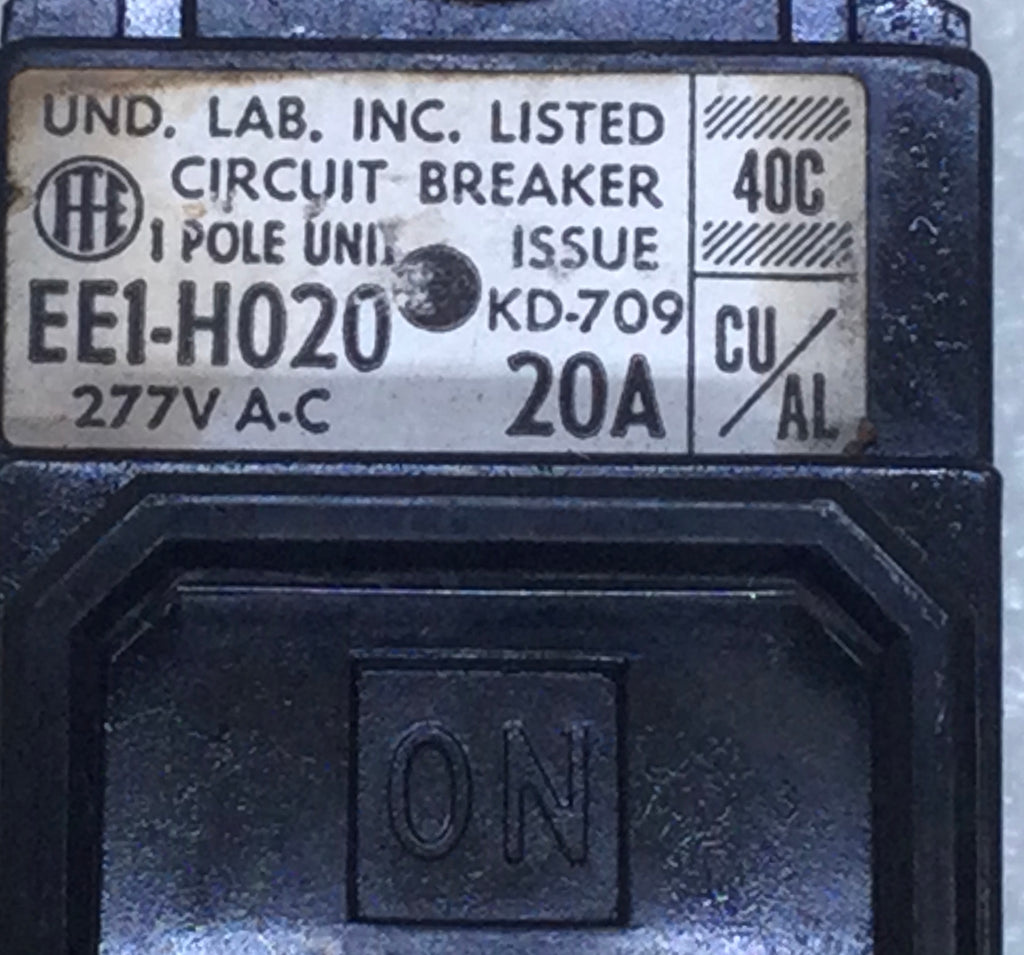 UND. LAB. INC. LISTED
CIRCUIT BREAKER
ITE
1 POLE UNIT ISSUE
EE1-H020 KD-709
277V A-C 20A
40C
CU/AL
ON